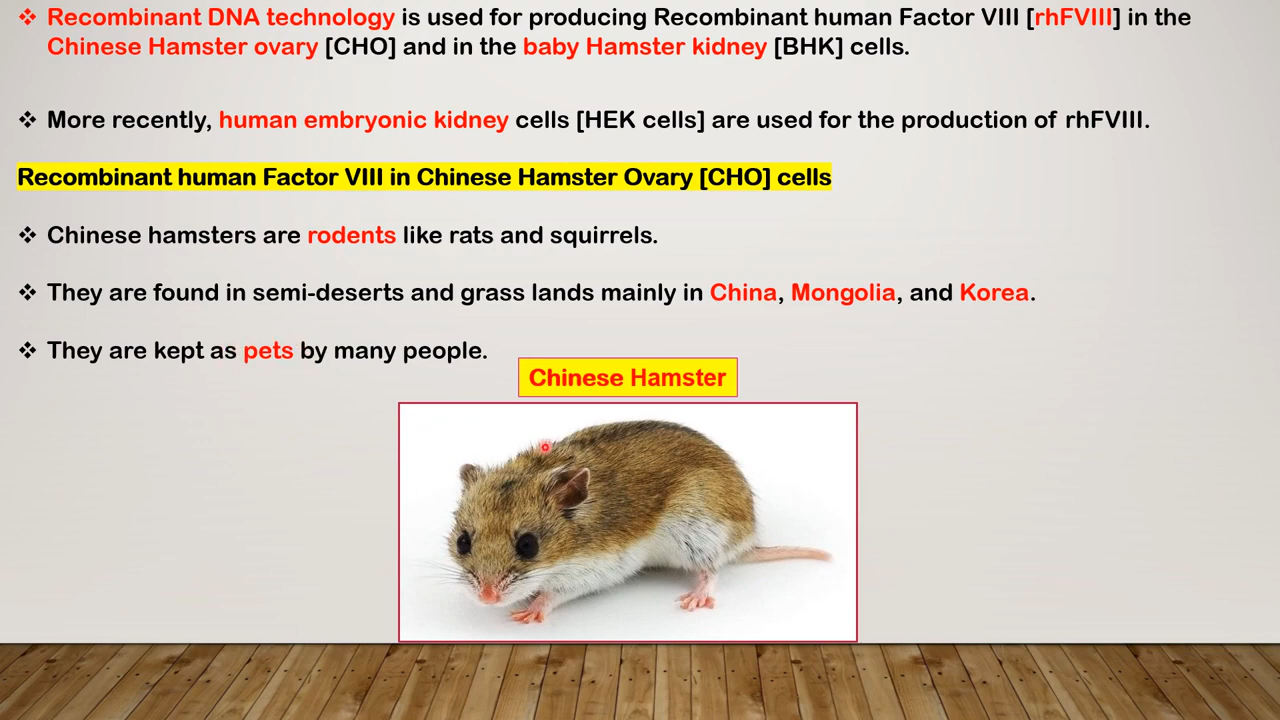 ❖ Recombinant DNA technology is used for producing Recombinant human Factor VIII [rhFVIII] in the
Chinese Hamster ovary [CHO] and in the baby Hamster kidney [BHK] cells.
❖ More recently, human embryonic kidney cells [HEK cells] are used for the production of rhFVIII.
Recombinant human Factor VIII in Chinese Hamster Ovary [CHO] cells
❖ Chinese hamsters are rodents like rats and squirrels.
❖ They are found in semi-deserts and grass lands mainly in China, Mongolia, and Korea.
❖ They are kept as pets by many people.
Chinese Hamster